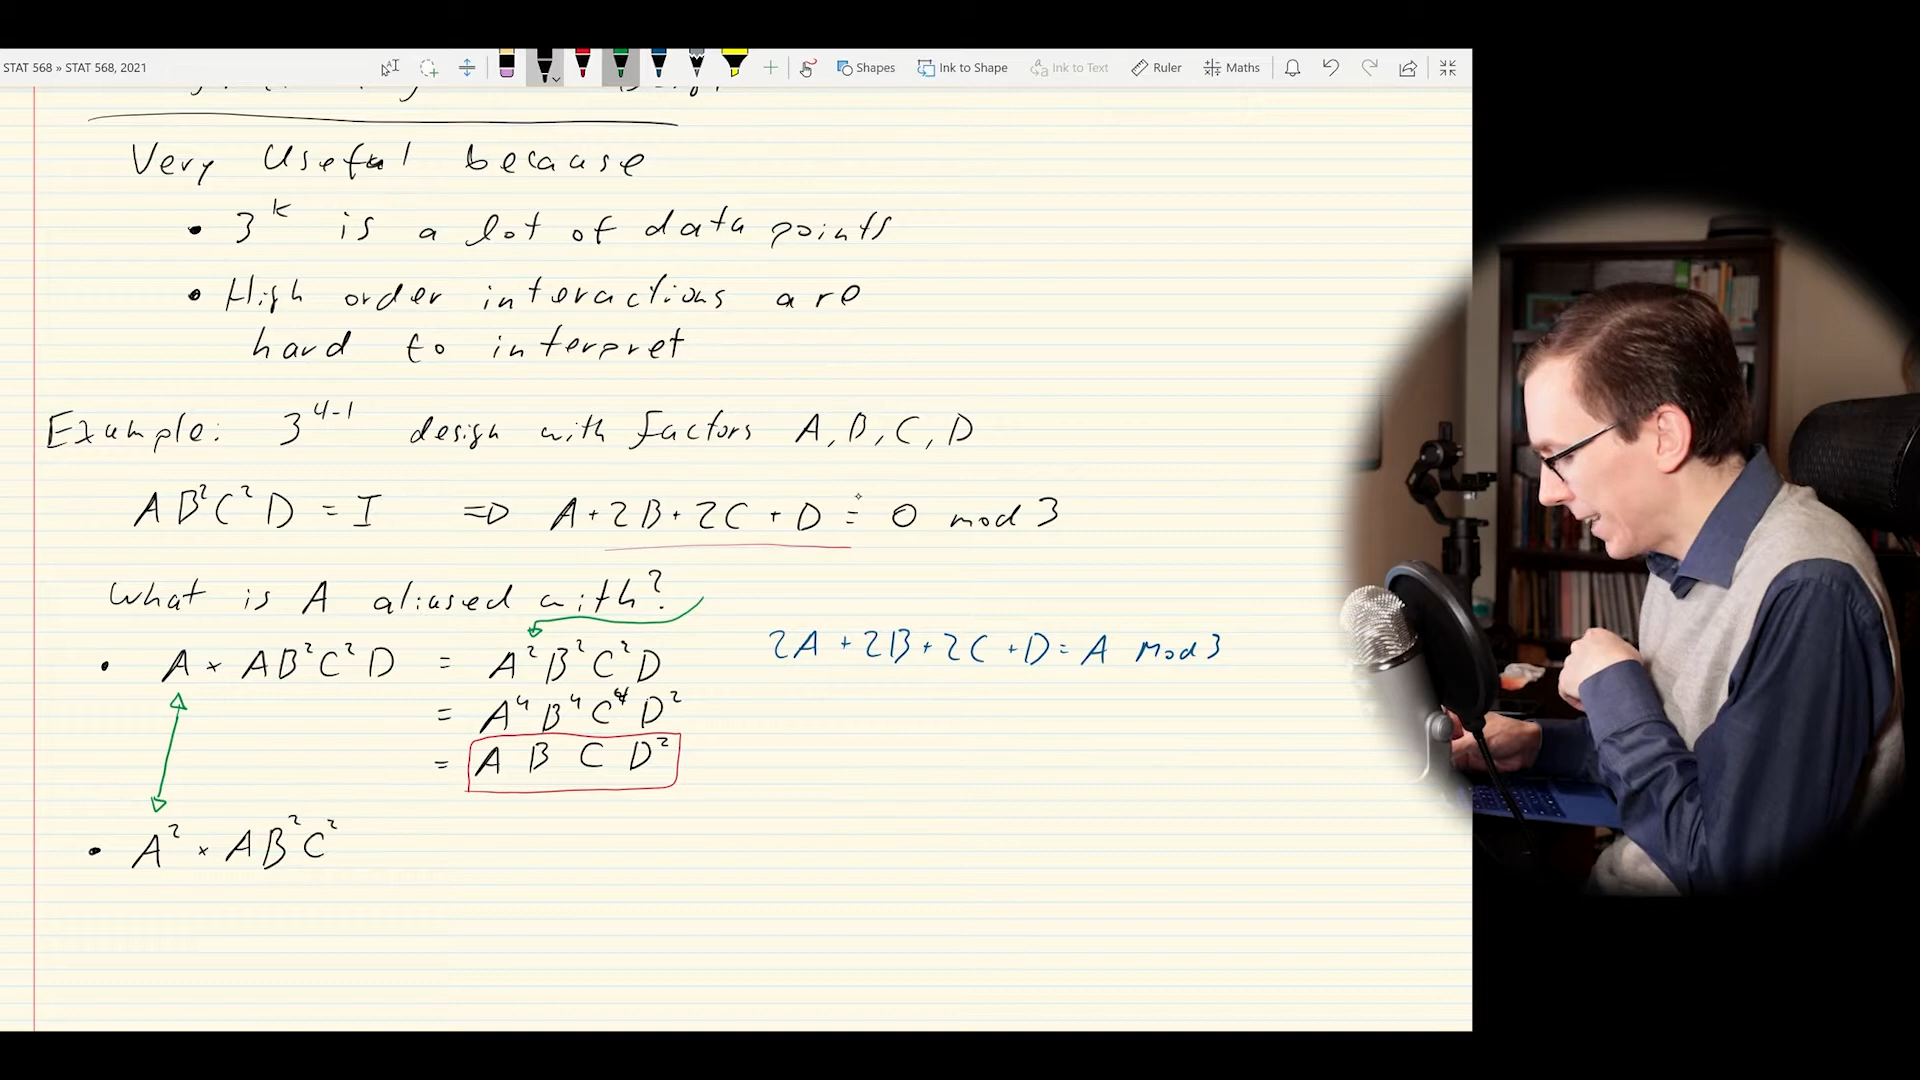 STAT 568 » STAT 568, 2021
Shapes Ink to Shape Ink to Text Ruler Maths
Very Useful because
• 3^k is a lot of data points
• High order interactions are
hard to interpret
Example: 3^4-1 design with factors A, B, C, D
AB²C²D = I ⇒ A + 2B + 2C + D = 0 mod 3
What is A aliased with?
• A × AB²C²D = A²B²C²D
2A + 2B + 2C + D = A mod 3
= A⁴B⁴C⁴D²
= A B C D²
• A² × AB²C²